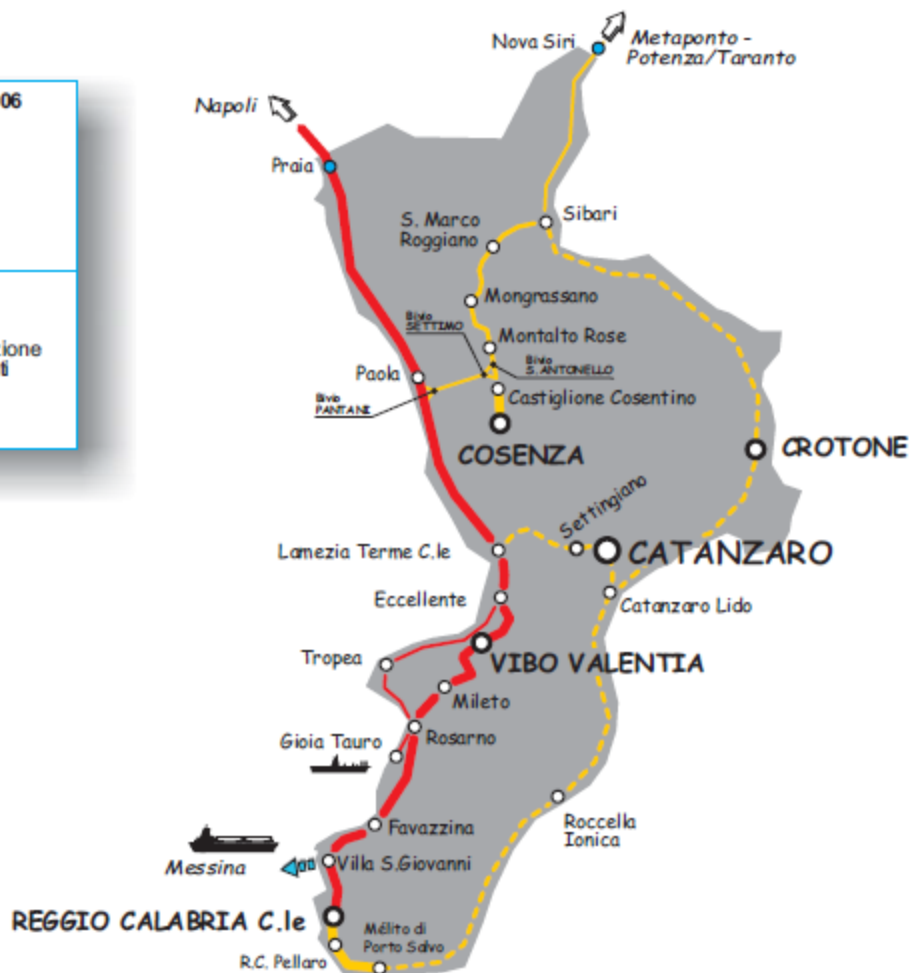 06
zione
ti
Nova Siri
Metaponto -
Potenza/Taranto
Napoli
Praia
Sibari
S. Marco
Roggiano
Mongrassano
Bivio
SETTIMO
Montalto Rose
Bivio
S. ANTONELLO
Paola
Castiglione Cosentino
Bivio
PANTANI
COSENZA
CROTONE
Settingiano
Lamezia Terme C.le
CATANZARO
Eccellente
Catanzaro Lido
Tropea
VIBO VALENTIA
Mileto
Gioia Tauro
Rosarno
Favazzina
Roccella
Ionica
Messina
Villa S.Giovanni
REGGIO CALABRIA C.le
Mélito di
Porto Salvo
R.C. Pellaro